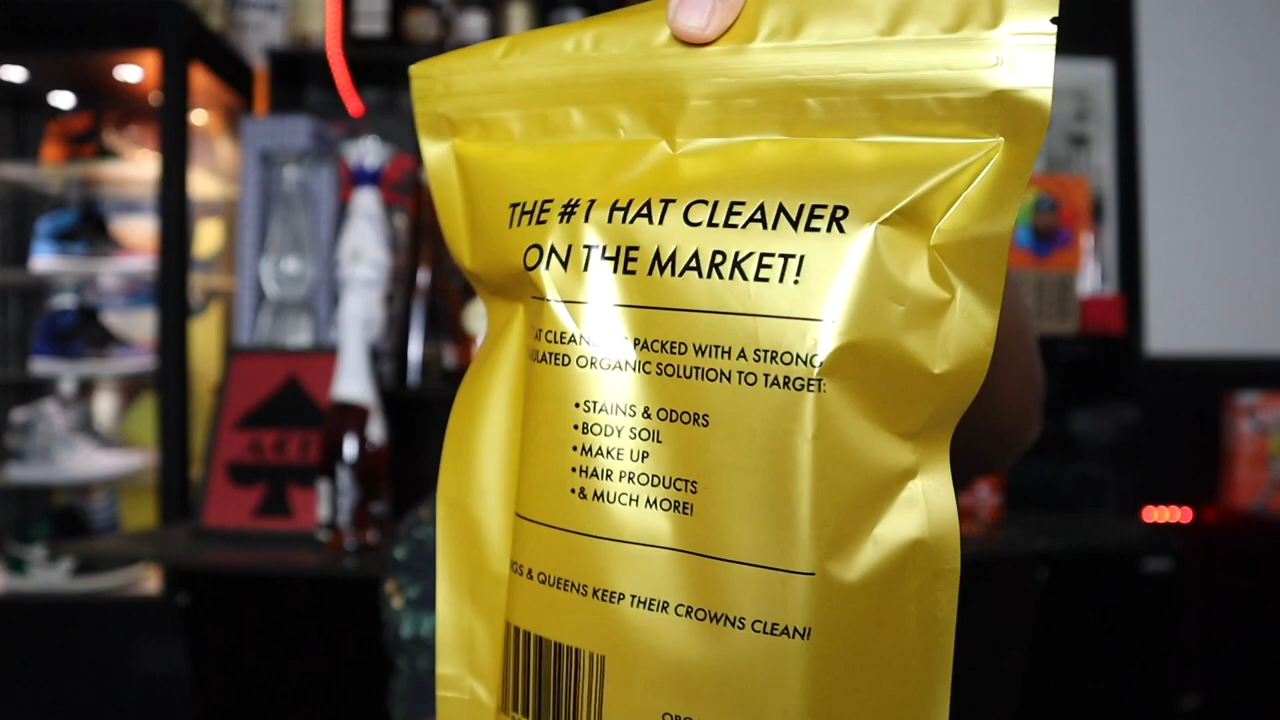 THE #1 HAT CLEANER
ON THE MARKET!
PACKED WITH A STRONG
ORGANIC SOLUTION TO TARGET:
•STAINS & ODORS
•BODY SOIL
•MAKE UP
•HAIR PRODUCTS
•& MUCH MORE!
& QUEENS KEEP THEIR CROWNS CLEAN!